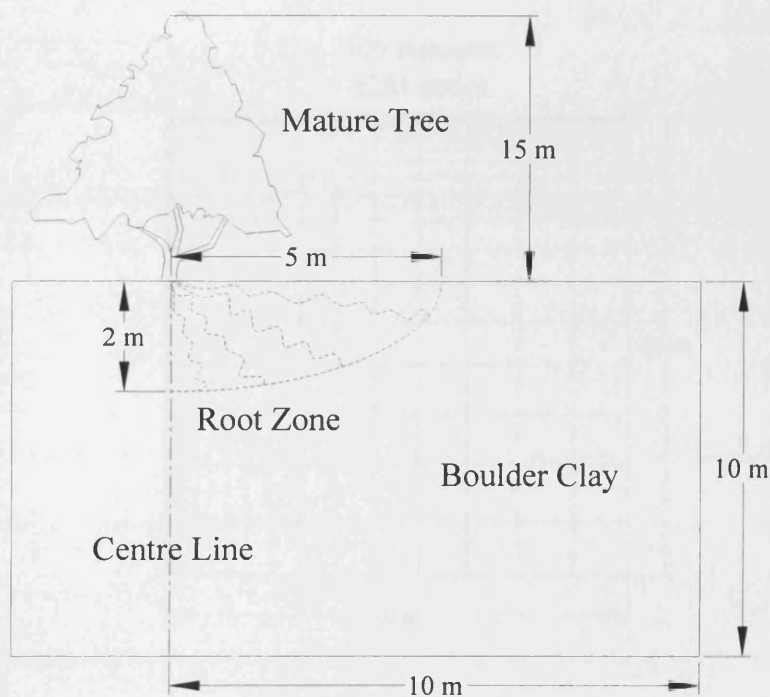 Mature Tree
15 m
5 m
2 m
Root Zone
Boulder Clay
10 m
Centre Line
10 m